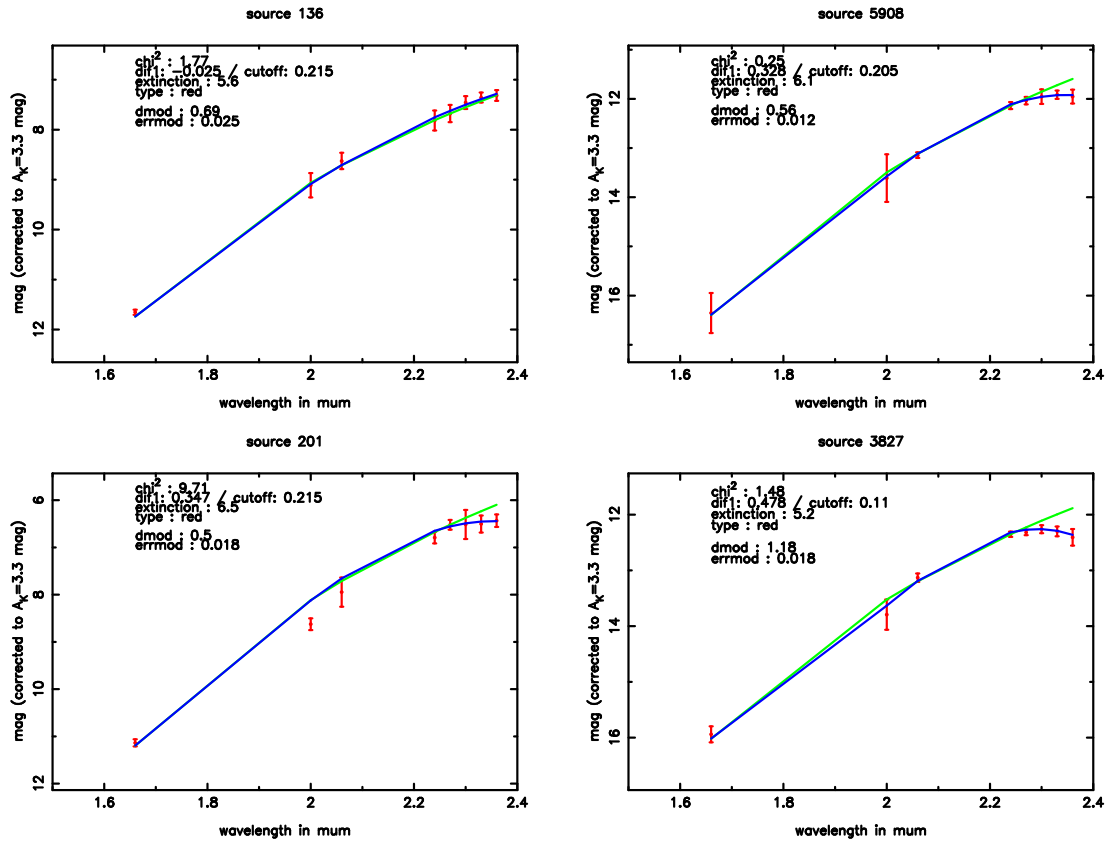 source 136
chi² : 1.77
dif1: −0.025 / cutoff: 0.215
extinction : 5.6
type : red
dmod : 0.69
errmod : 0.025
8
10
12
1.6
1.8
2
2.2
2.4
mag (corrected to A_K=3.3 mag)
wavelength in mum
source 5908
chi² : 0.25
dif1: 0.328 / cutoff: 0.205
extinction : 6.1
type : red
dmod : 0.56
errmod : 0.012
12
14
16
1.6
1.8
2
2.2
2.4
mag (corrected to A_K=3.3 mag)
wavelength in mum
source 201
chi² : 9.71
dif1: 0.347 / cutoff: 0.215
extinction : 6.5
type : red
dmod : 0.5
errmod : 0.018
6
8
10
12
1.6
1.8
2
2.2
2.4
mag (corrected to A_K=3.3 mag)
wavelength in mum
source 3827
chi² : 1.48
dif1: 0.478 / cutoff: 0.11
extinction : 5.2
type : red
dmod : 1.18
errmod : 0.018
12
14
16
1.6
1.8
2
2.2
2.4
mag (corrected to A_K=3.3 mag)
wavelength in mum